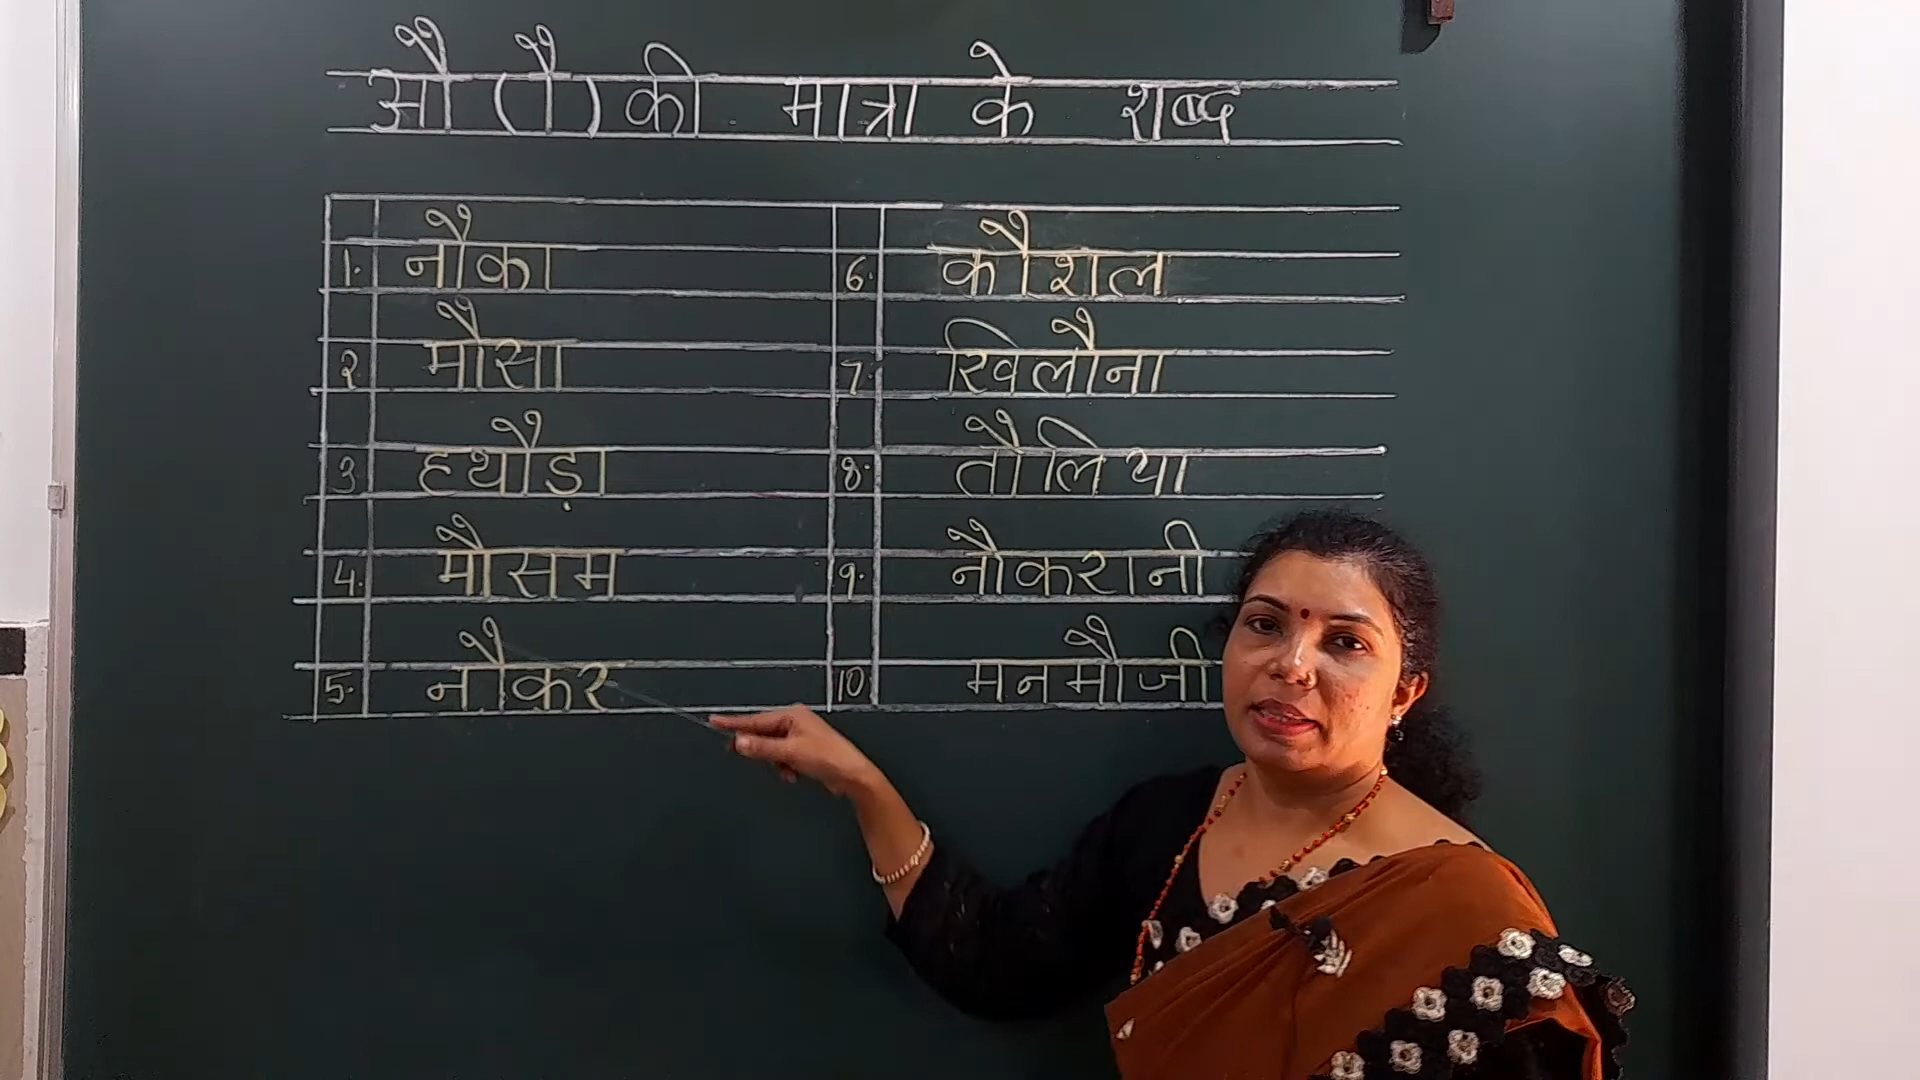 औ (ौ) की मात्रा के शब्द
1. नौका
2 मौसा
3 हथौड़ा
4. मौसम
5. नौकर
6. कौशल
7. खिलौना
8. तौलिया
9. नौकरानी
10 मनमौजी